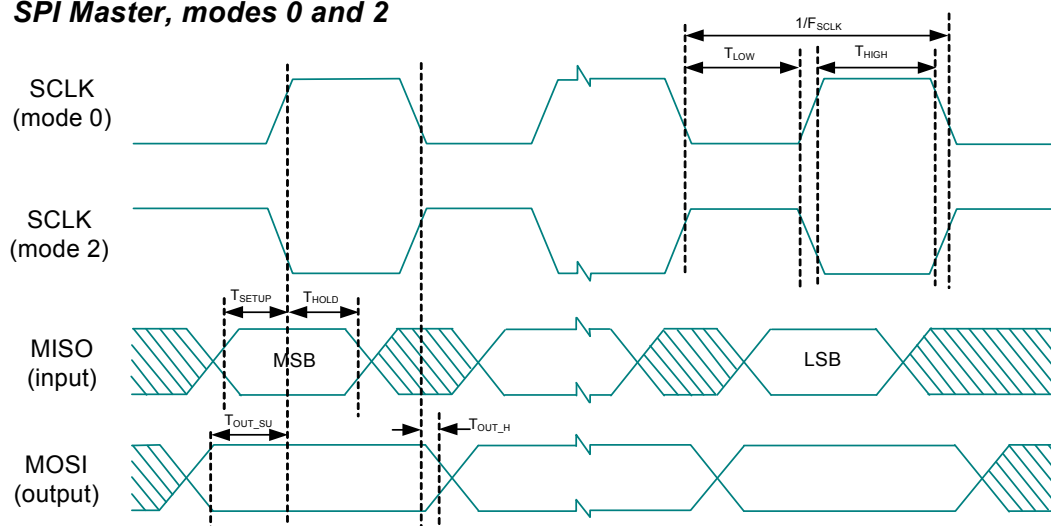 SPI Master, modes 0 and 2
1/FSCLK
TLOW
THIGH
SCLK
(mode 0)
SCLK
(mode 2)
TSETUP
THOLD
MISO
(input)
MSB
LSB
TOUT_SU
TOUT_H
MOSI
(output)